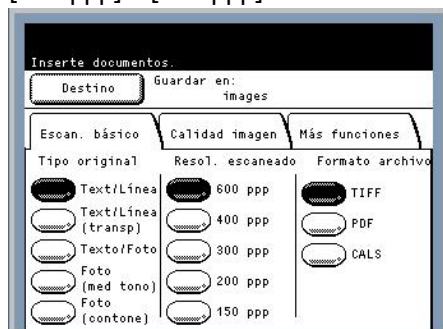 Inserte documentos.
Destino
Guardar en:
images
Escan. básico
Calidad imagen
Más funciones
Tipo original
Resol. escaneado
Formato archivo
Text/Línea
600 ppp
TIFF
Text/Línea
(transp)
400 ppp
PDF
Texto/Foto
300 ppp
CALS
Foto
(med tono)
200 ppp
Foto
(contone)
150 ppp